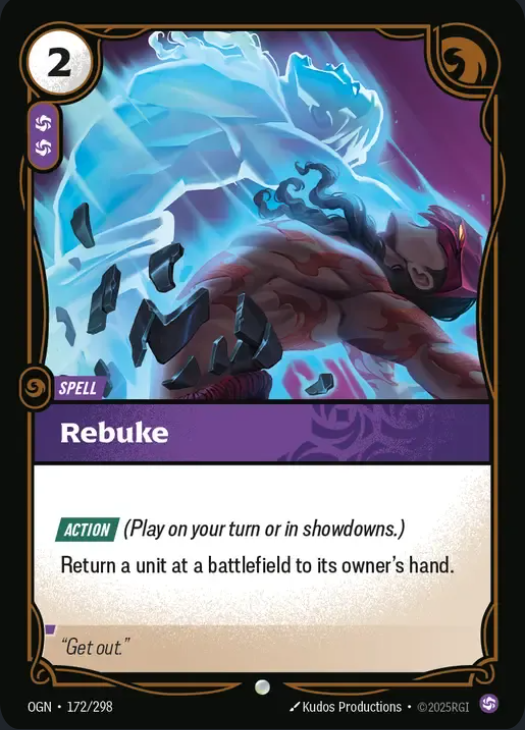 2
SPELL
Rebuke
ACTION (Play on your turn or in showdowns.)
Return a unit at a battlefield to its owner’s hand.
“Get out.”
OGN • 172/298 Kudos Productions • ©2025RGI